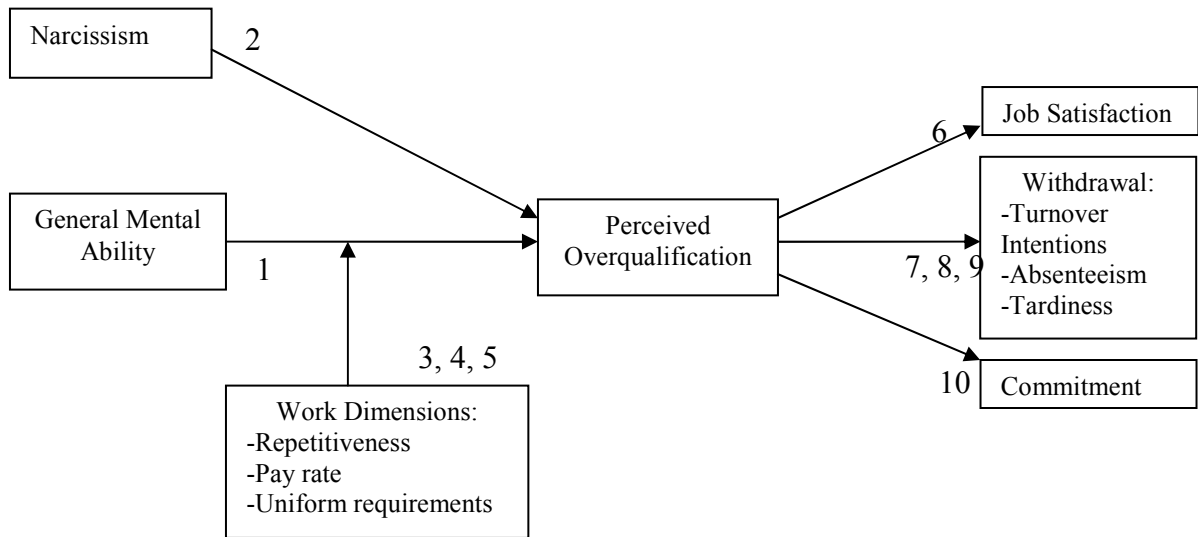 Narcissism
2
General Mental
Ability
1
3, 4, 5
Work Dimensions:
-Repetitiveness
-Pay rate
-Uniform requirements
Perceived
Overqualification
6
7, 8, 9
10
Job Satisfaction
Withdrawal:
-Turnover
Intentions
-Absenteeism
-Tardiness
Commitment